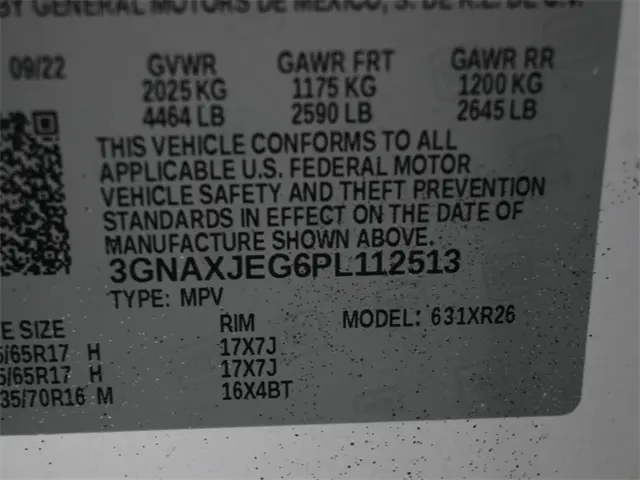 BY GENERAL MOTORS DE MEXICO, S. DE R.L. DE C.V.
09/22 GVWR GAWR FRT GAWR RR
2025 KG 1175 KG 1200 KG
4464 LB 2590 LB 2645 LB
THIS VEHICLE CONFORMS TO ALL
APPLICABLE U.S. FEDERAL MOTOR
VEHICLE SAFETY AND THEFT PREVENTION
STANDARDS IN EFFECT ON THE DATE OF
MANUFACTURE SHOWN ABOVE.
3GNAXJEG6PL112513
TYPE: MPV
E SIZE RIM MODEL: 631XR26
5/65R17 H 17X7J
5/65R17 H 17X7J
35/70R16 M 16X4BT